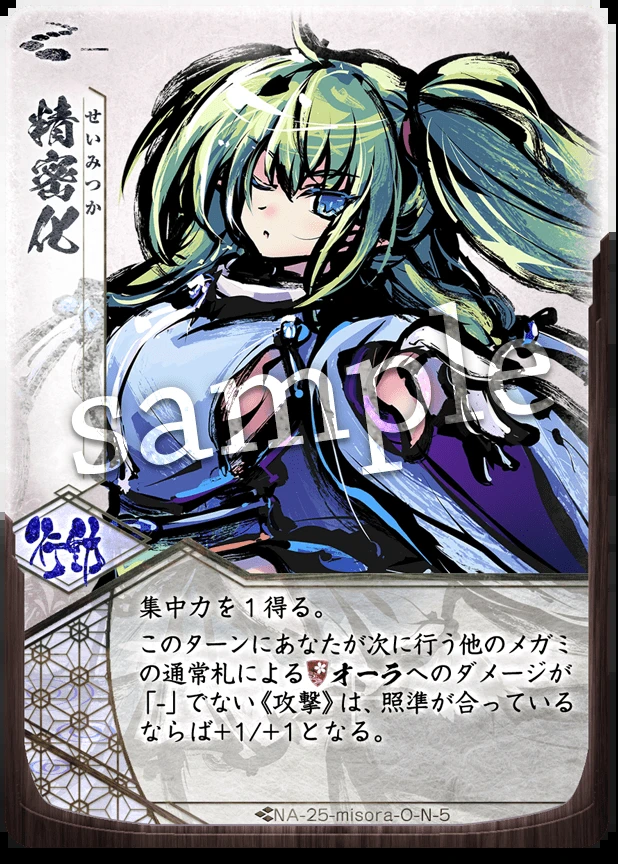 精密化
せいみつか
sample
行動
集中力を1得る。
このターンにあなたが次に行う他のメガミ
の通常札によるオーラへのダメージが
「-」でない《攻撃》は、照準が合っている
ならば+1/+1となる。
NA-25-misora-O-N-5